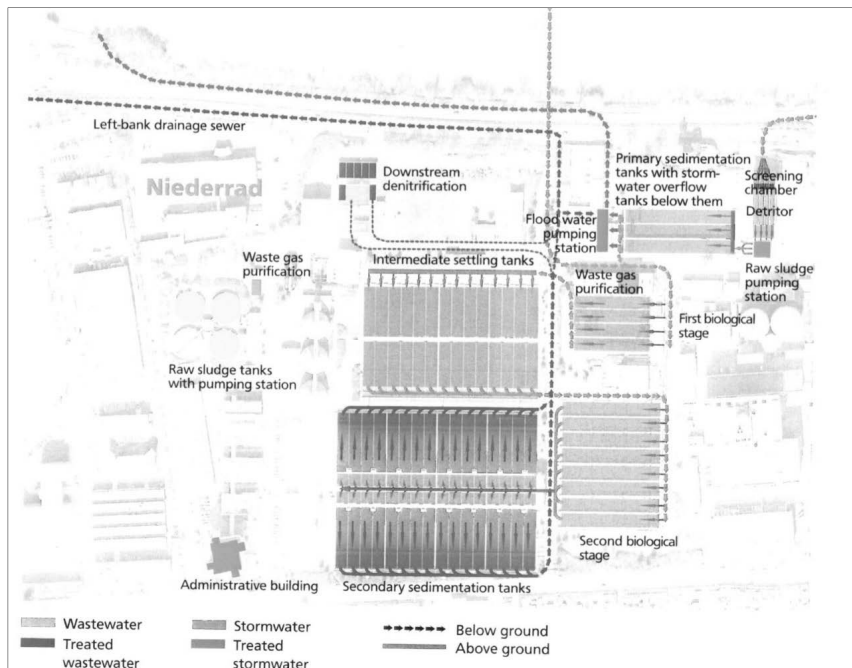 Left-bank drainage sewer
Niederrad
Downstream
denitrification
Primary sedimentation
tanks with storm-
water overflow
tanks below them
Screening
chamber
Detritor
Flood water
pumping
station
Raw sludge
pumping
station
Waste gas
purification
Intermediate settling tanks
Waste gas
purification
First biological
stage
Raw sludge tanks
with pumping station
Second biological
stage
Administrative building
Secondary sedimentation tanks
Wastewater
Treated
wastewater
Stormwater
Treated
stormwater
Below ground
Above ground